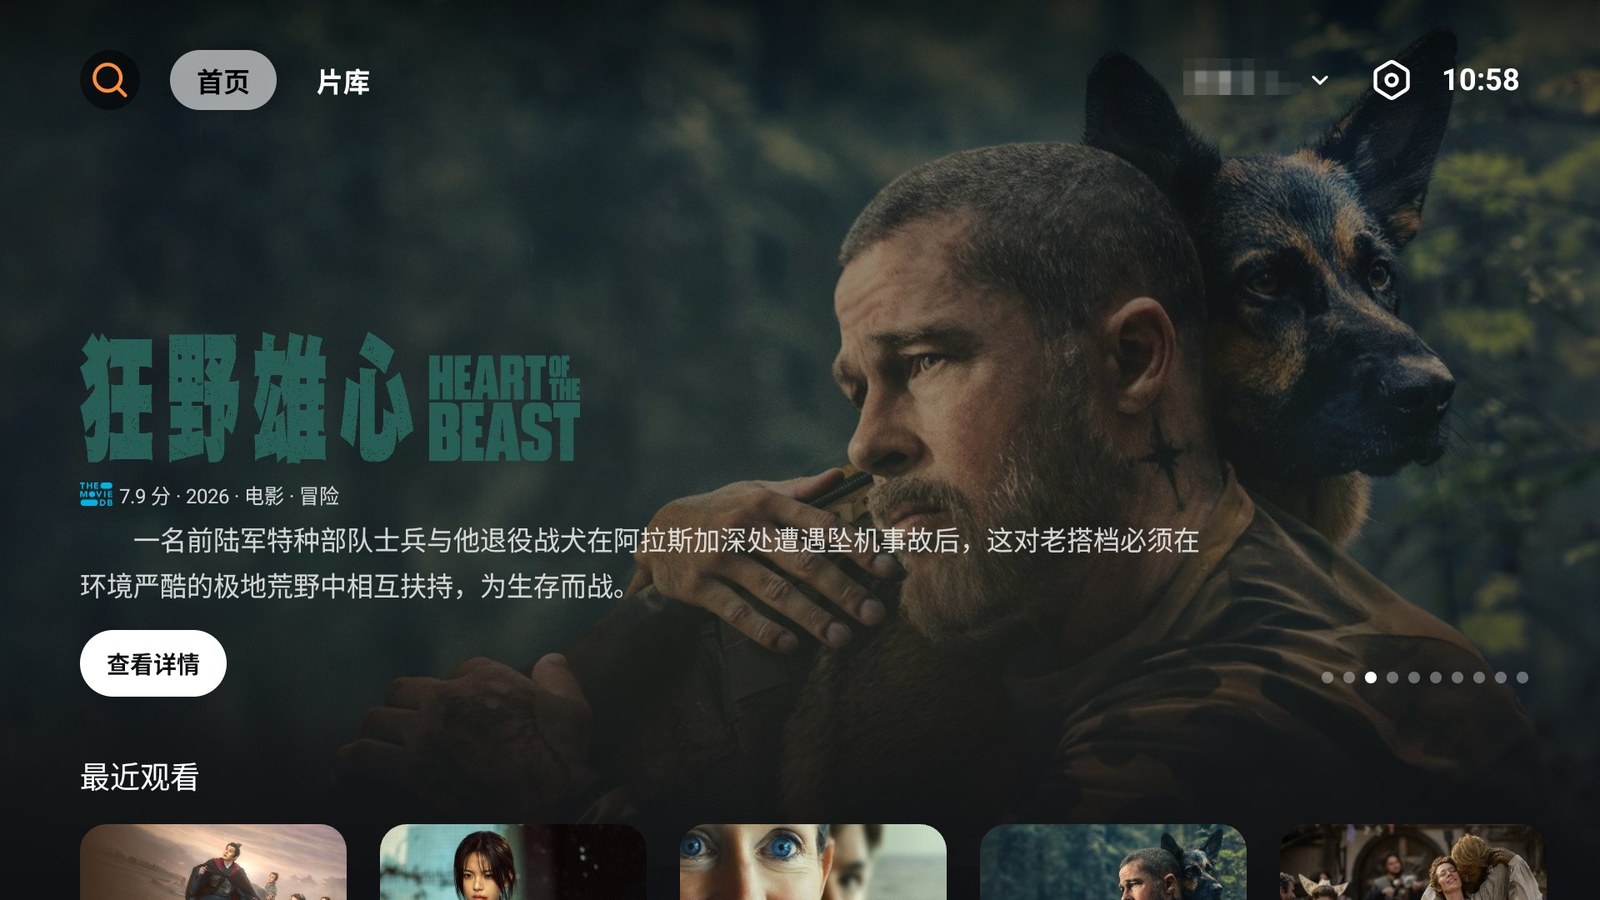 首页
片库
10:58
狂野雄心 HEART OF THE BEAST
THE MOVIE DB 7.9 分 · 2026 · 电影 · 冒险
一名前陆军特种部队士兵与他退役战犬在阿拉斯加深处遭遇坠机事故后，这对老搭档必须在
环境严酷的极地荒野中相互扶持，为生存而战。
查看详情
最近观看